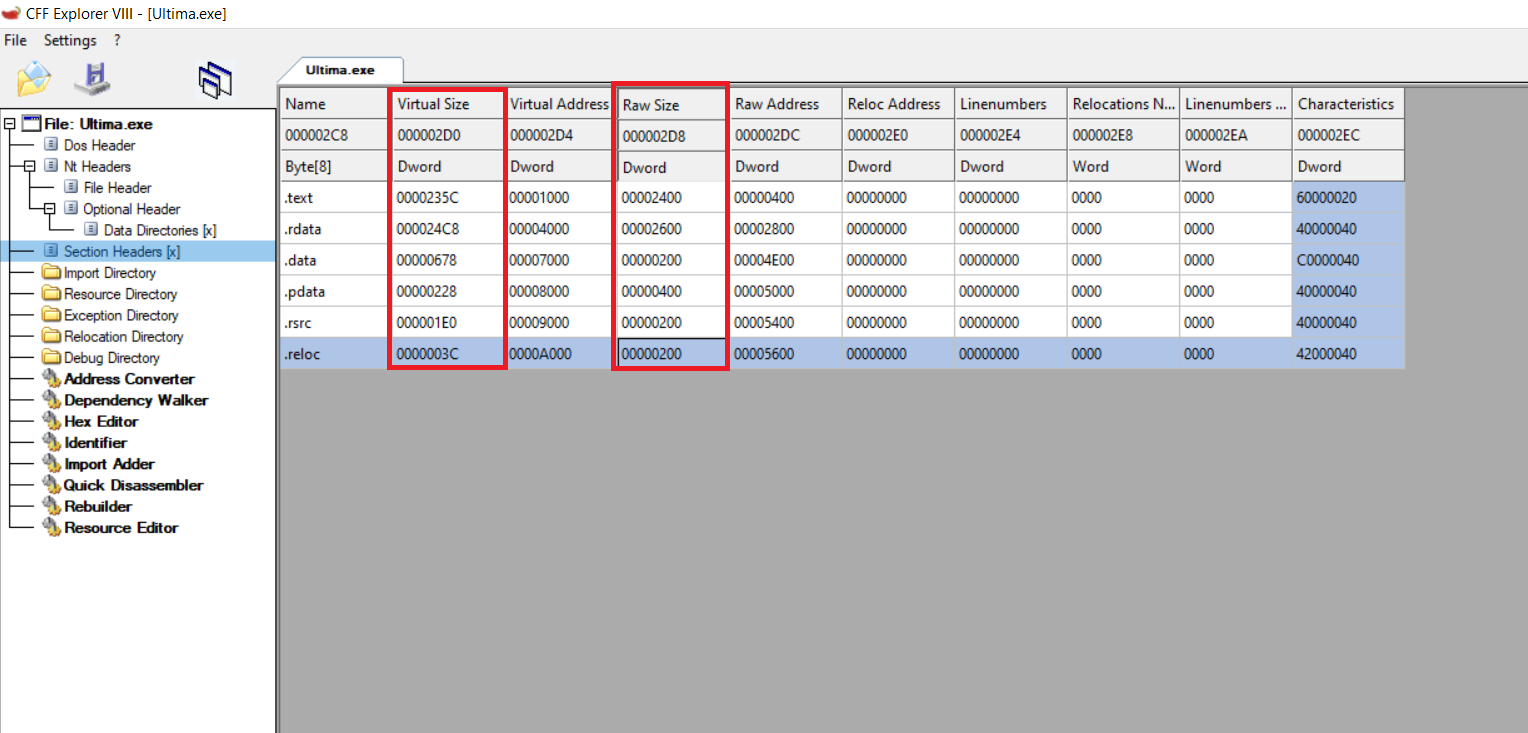 CFF Explorer VIII - [Ultima.exe]
File Settings ?
Ultima.exe
File: Ultima.exe
Dos Header
Nt Headers
File Header
Optional Header
Data Directories [x]
Section Headers [x]
Import Directory
Resource Directory
Exception Directory
Relocation Directory
Debug Directory
Address Converter
Dependency Walker
Hex Editor
Identifier
Import Adder
Quick Disassembler
Rebuilder
Resource Editor
Name Virtual Size Virtual Address Raw Size Raw Address Reloc Address Linenumbers Relocations N... Linenumbers ... Characteristics
000002C8 000002D0 000002D4 000002D8 000002DC 000002E0 000002E4 000002E8 000002EA 000002EC
Byte[8] Dword Dword Dword Dword Dword Dword Word Word Dword
.text 0000235C 00001000 00002400 00000400 00000000 00000000 0000 0000 60000020
.rdata 000024C8 00004000 00002600 00002800 00000000 00000000 0000 0000 40000040
.data 00000678 00007000 00000200 00004E00 00000000 00000000 0000 0000 C0000040
.pdata 00000228 00008000 00000400 00005000 00000000 00000000 0000 0000 40000040
.rsrc 000001E0 00009000 00000200 00005400 00000000 00000000 0000 0000 40000040
.reloc 0000003C 0000A000 00000200 00005600 00000000 00000000 0000 0000 42000040